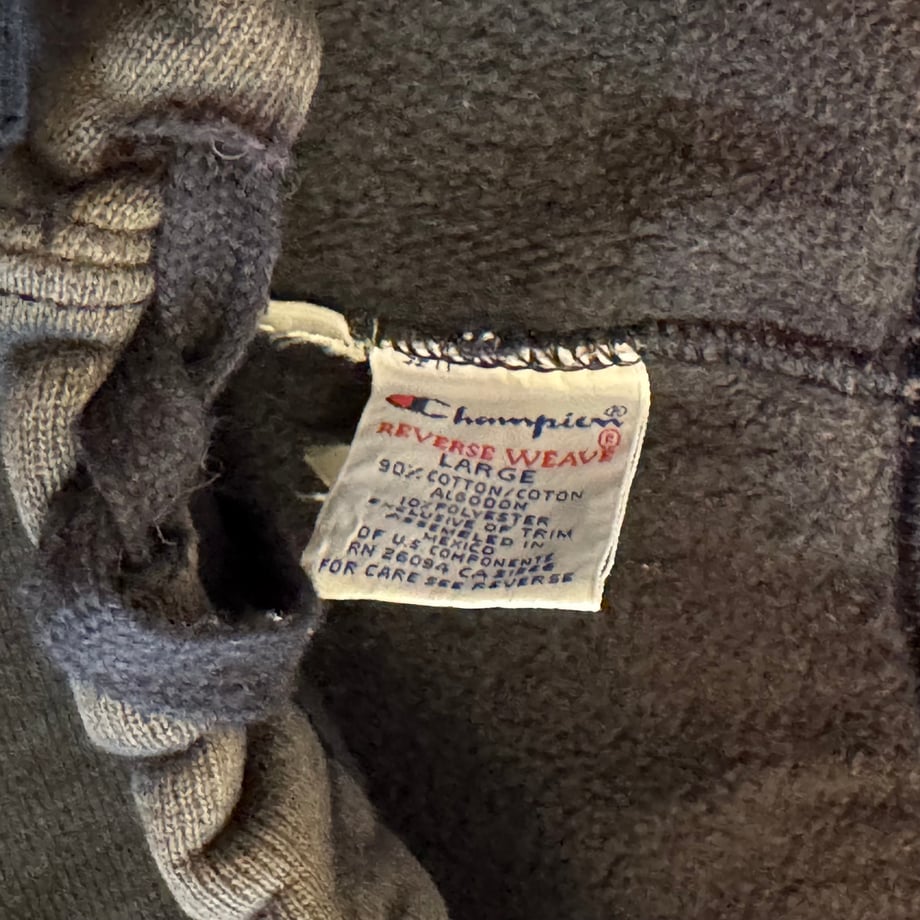 Champion®
REVERSE WEAVE®
LARGE
90% COTTON/COTON
ALGODON
10% POLYESTER
EXCLUSIVE OF TRIM
ASSEMBLED IN
MEXICO
OF U.S. COMPONENTS
RN 26094 CA
FOR CARE SEE REVERSE